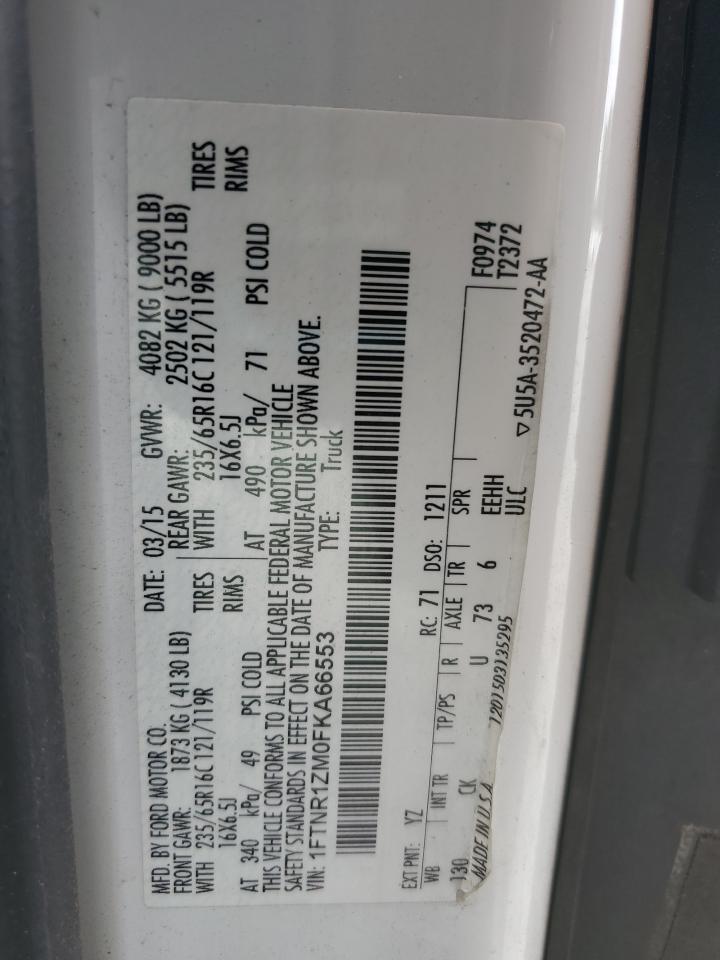 MFD. BY FORD MOTOR CO.
DATE: 03/15 GVWR: 4082 KG ( 9000 LB)
FRONT GAWR: 1873 KG ( 4130 LB)
REAR GAWR: 2502 KG ( 5515 LB)
WITH 235/65R16C 121/119R TIRES
WITH 235/65R16C 121/119R TIRES
16X6.5J RIMS
16X6.5J RIMS
AT 340 kPa/ 49 PSI COLD
AT 490 kPa/ 71 PSI COLD
THIS VEHICLE CONFORMS TO ALL APPLICABLE FEDERAL MOTOR VEHICLE
SAFETY STANDARDS IN EFFECT ON THE DATE OF MANUFACTURE SHOWN ABOVE.
VIN: 1FTNR1ZM0FKA66553
TYPE: Truck
EXT PNT: YZ RC: 71 DSO: 1211
WB INT TR TP/PS R AXLE TR SPR F0974
130 CK U 73 6 EEHH T2372
ULC
MADE IN U.S.A. 1201503135295 ▽5U5A-3520472-AA